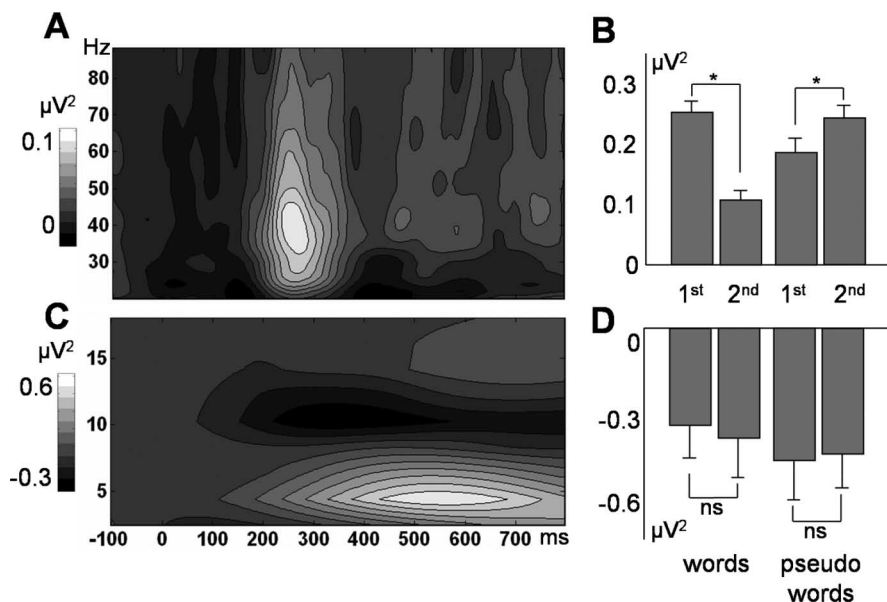 A
Hz
µV²
0.1
0
80
70
60
50
40
30
B
µV²
0.3
0.2
0.1
0
*
*
1st
2nd
1st
2nd
C
µV²
0.6
-0.3
15
10
5
-100 0 100 200 300 400 500 600 700 ms
D
0
-0.3
-0.6
µV²
ns
ns
words
pseudo
words